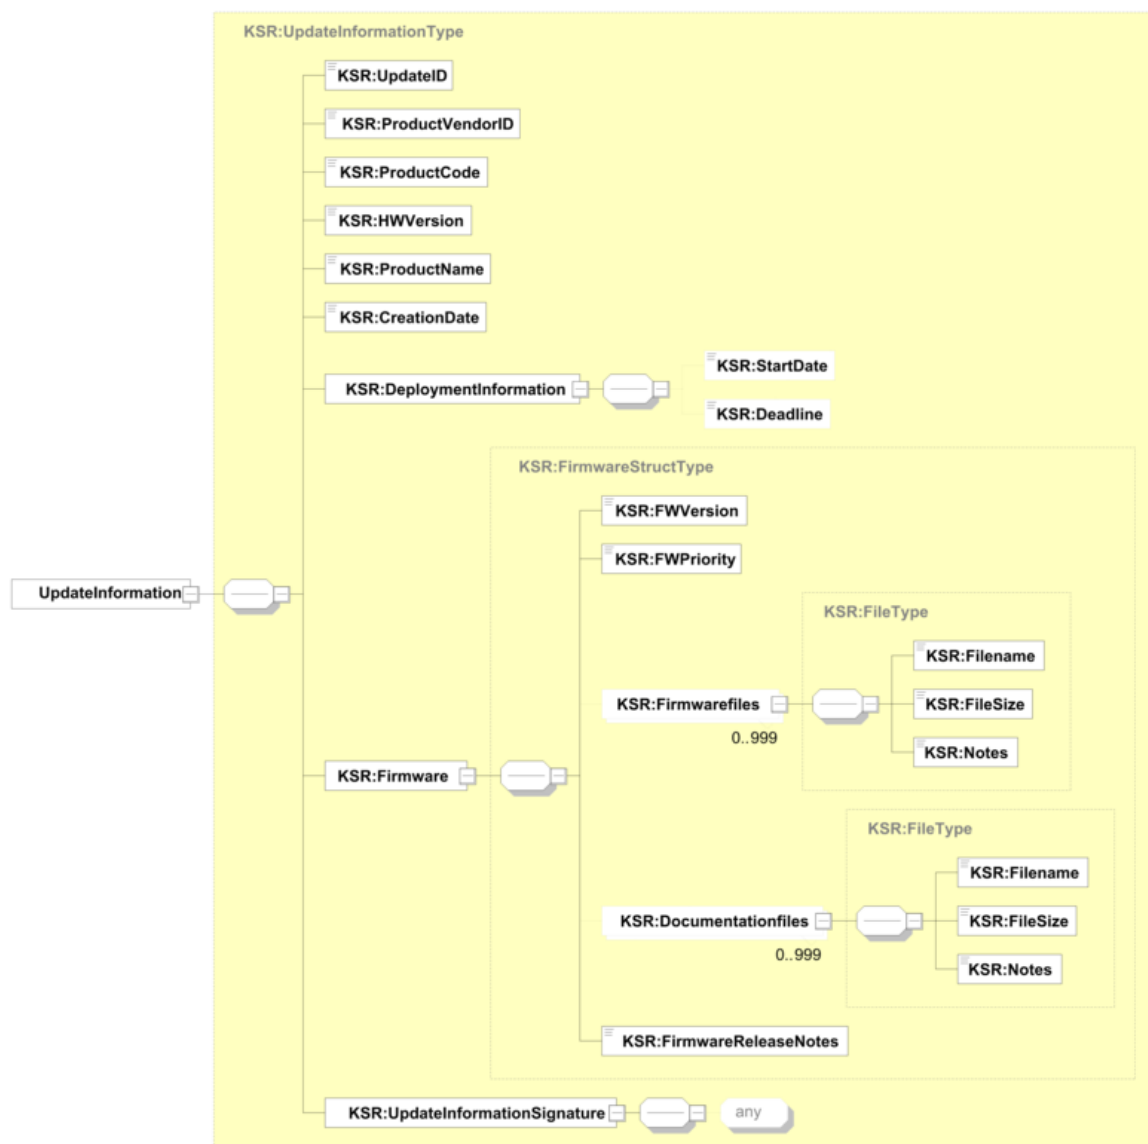 KSR:UpdateInformationType
KSR:UpdateID
KSR:ProductVendorID
KSR:ProductCode
KSR:HWVersion
KSR:ProductName
KSR:CreationDate
KSR:DeploymentInformation
KSR:StartDate
KSR:Deadline
KSR:FirmwareStructType
KSR:FWVersion
KSR:FWPriority
UpdateInformation
KSR:FileType
KSR:Filename
KSR:Firmwarefiles
KSR:FileSize
0..999
KSR:Notes
KSR:Firmware
KSR:FileType
KSR:Filename
KSR:Documentationfiles
KSR:FileSize
0..999
KSR:Notes
KSR:FirmwareReleaseNotes
KSR:UpdateInformationSignature
any